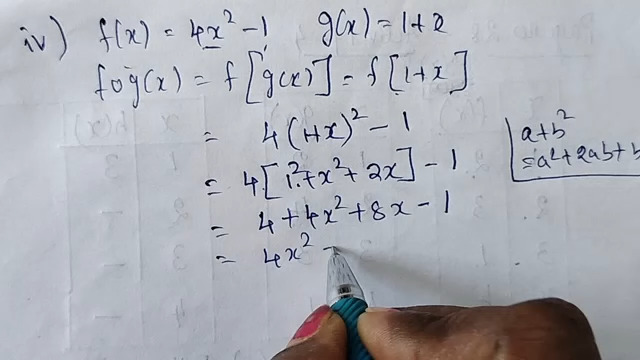 iv) f(x) = 4x² - 1 g(x) = 1+x
fog(x) = f[g(x)] = f[1+x]
= 4(1+x)² - 1
= 4[1²+x²+2x] - 1
= 4+4x²+8x-1
= 4x² -
a+b²
=a²+2ab+b